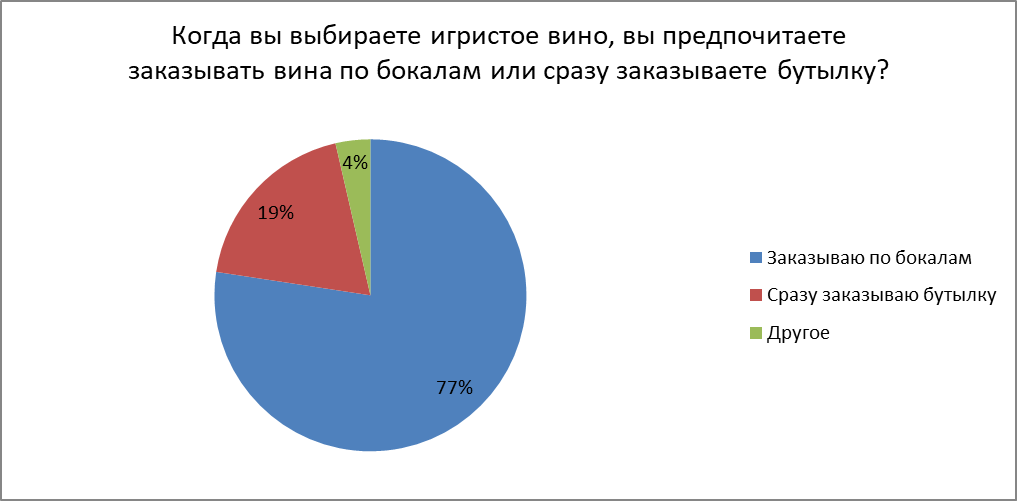 Когда вы выбираете игристое вино, вы предпочитаете
заказывать вина по бокалам или сразу заказываете бутылку?
4%
19%
77%
Заказываю по бокалам
Сразу заказываю бутылку
Другое